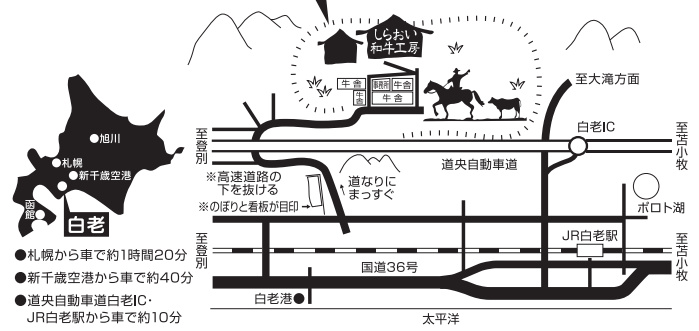 しらおい
和牛工房
牛舎
事務所
牛舎
牛舎
牛舎
至大滝方面
白老IC
至登別
至苫小牧
道央自動車道
※高速道路の
下を抜ける
道なりに
まっすぐ
※のぼりと看板が目印→
ポロト湖
JR白老駅
至登別
至苫小牧
国道36号
白老港
太平洋
旭川
札幌
新千歳空港
函館
白老
●札幌から車で約1時間20分
●新千歳空港から車で約40分
●道央自動車道白老IC・
JR白老駅から車で約10分